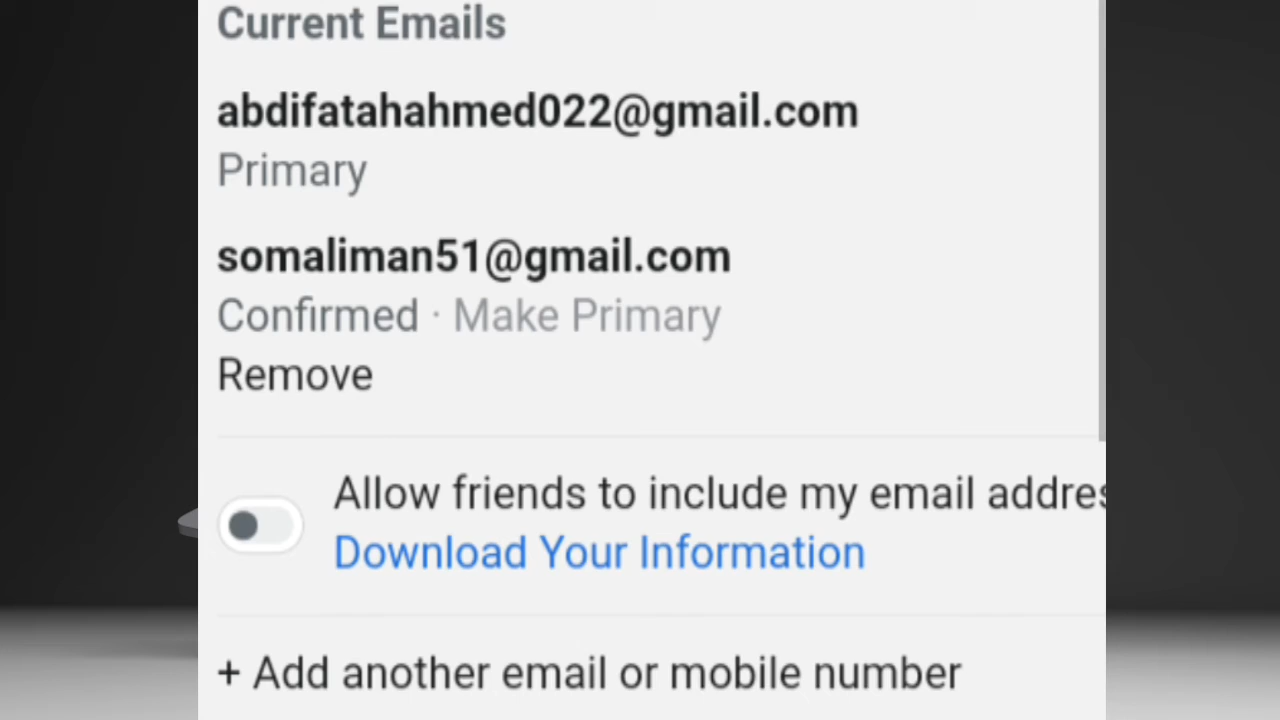 Current Emails
abdifatahahmed022@gmail.com
Primary
somaliman51@gmail.com
Confirmed · Make Primary
Remove
Allow friends to include my email addres
Download Your Information
+ Add another email or mobile number